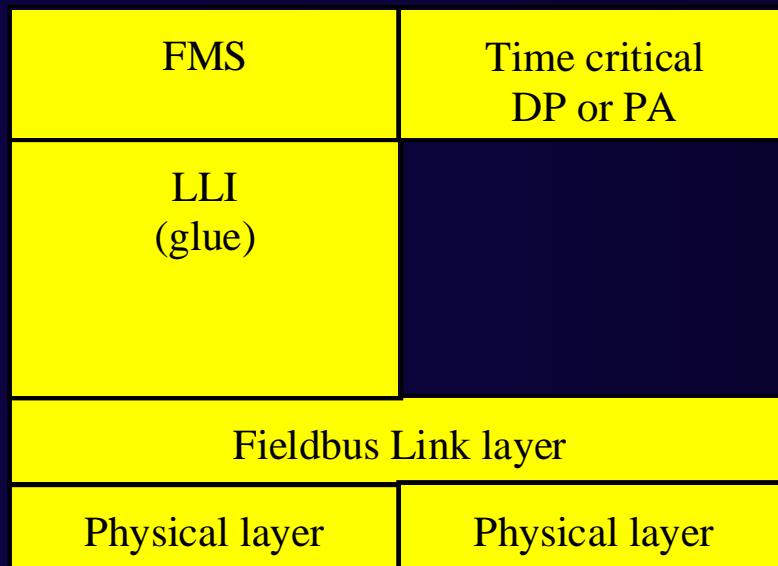 FMS
Time critical
DP or PA
LLI
(glue)
Fieldbus Link layer
Physical layer
Physical layer